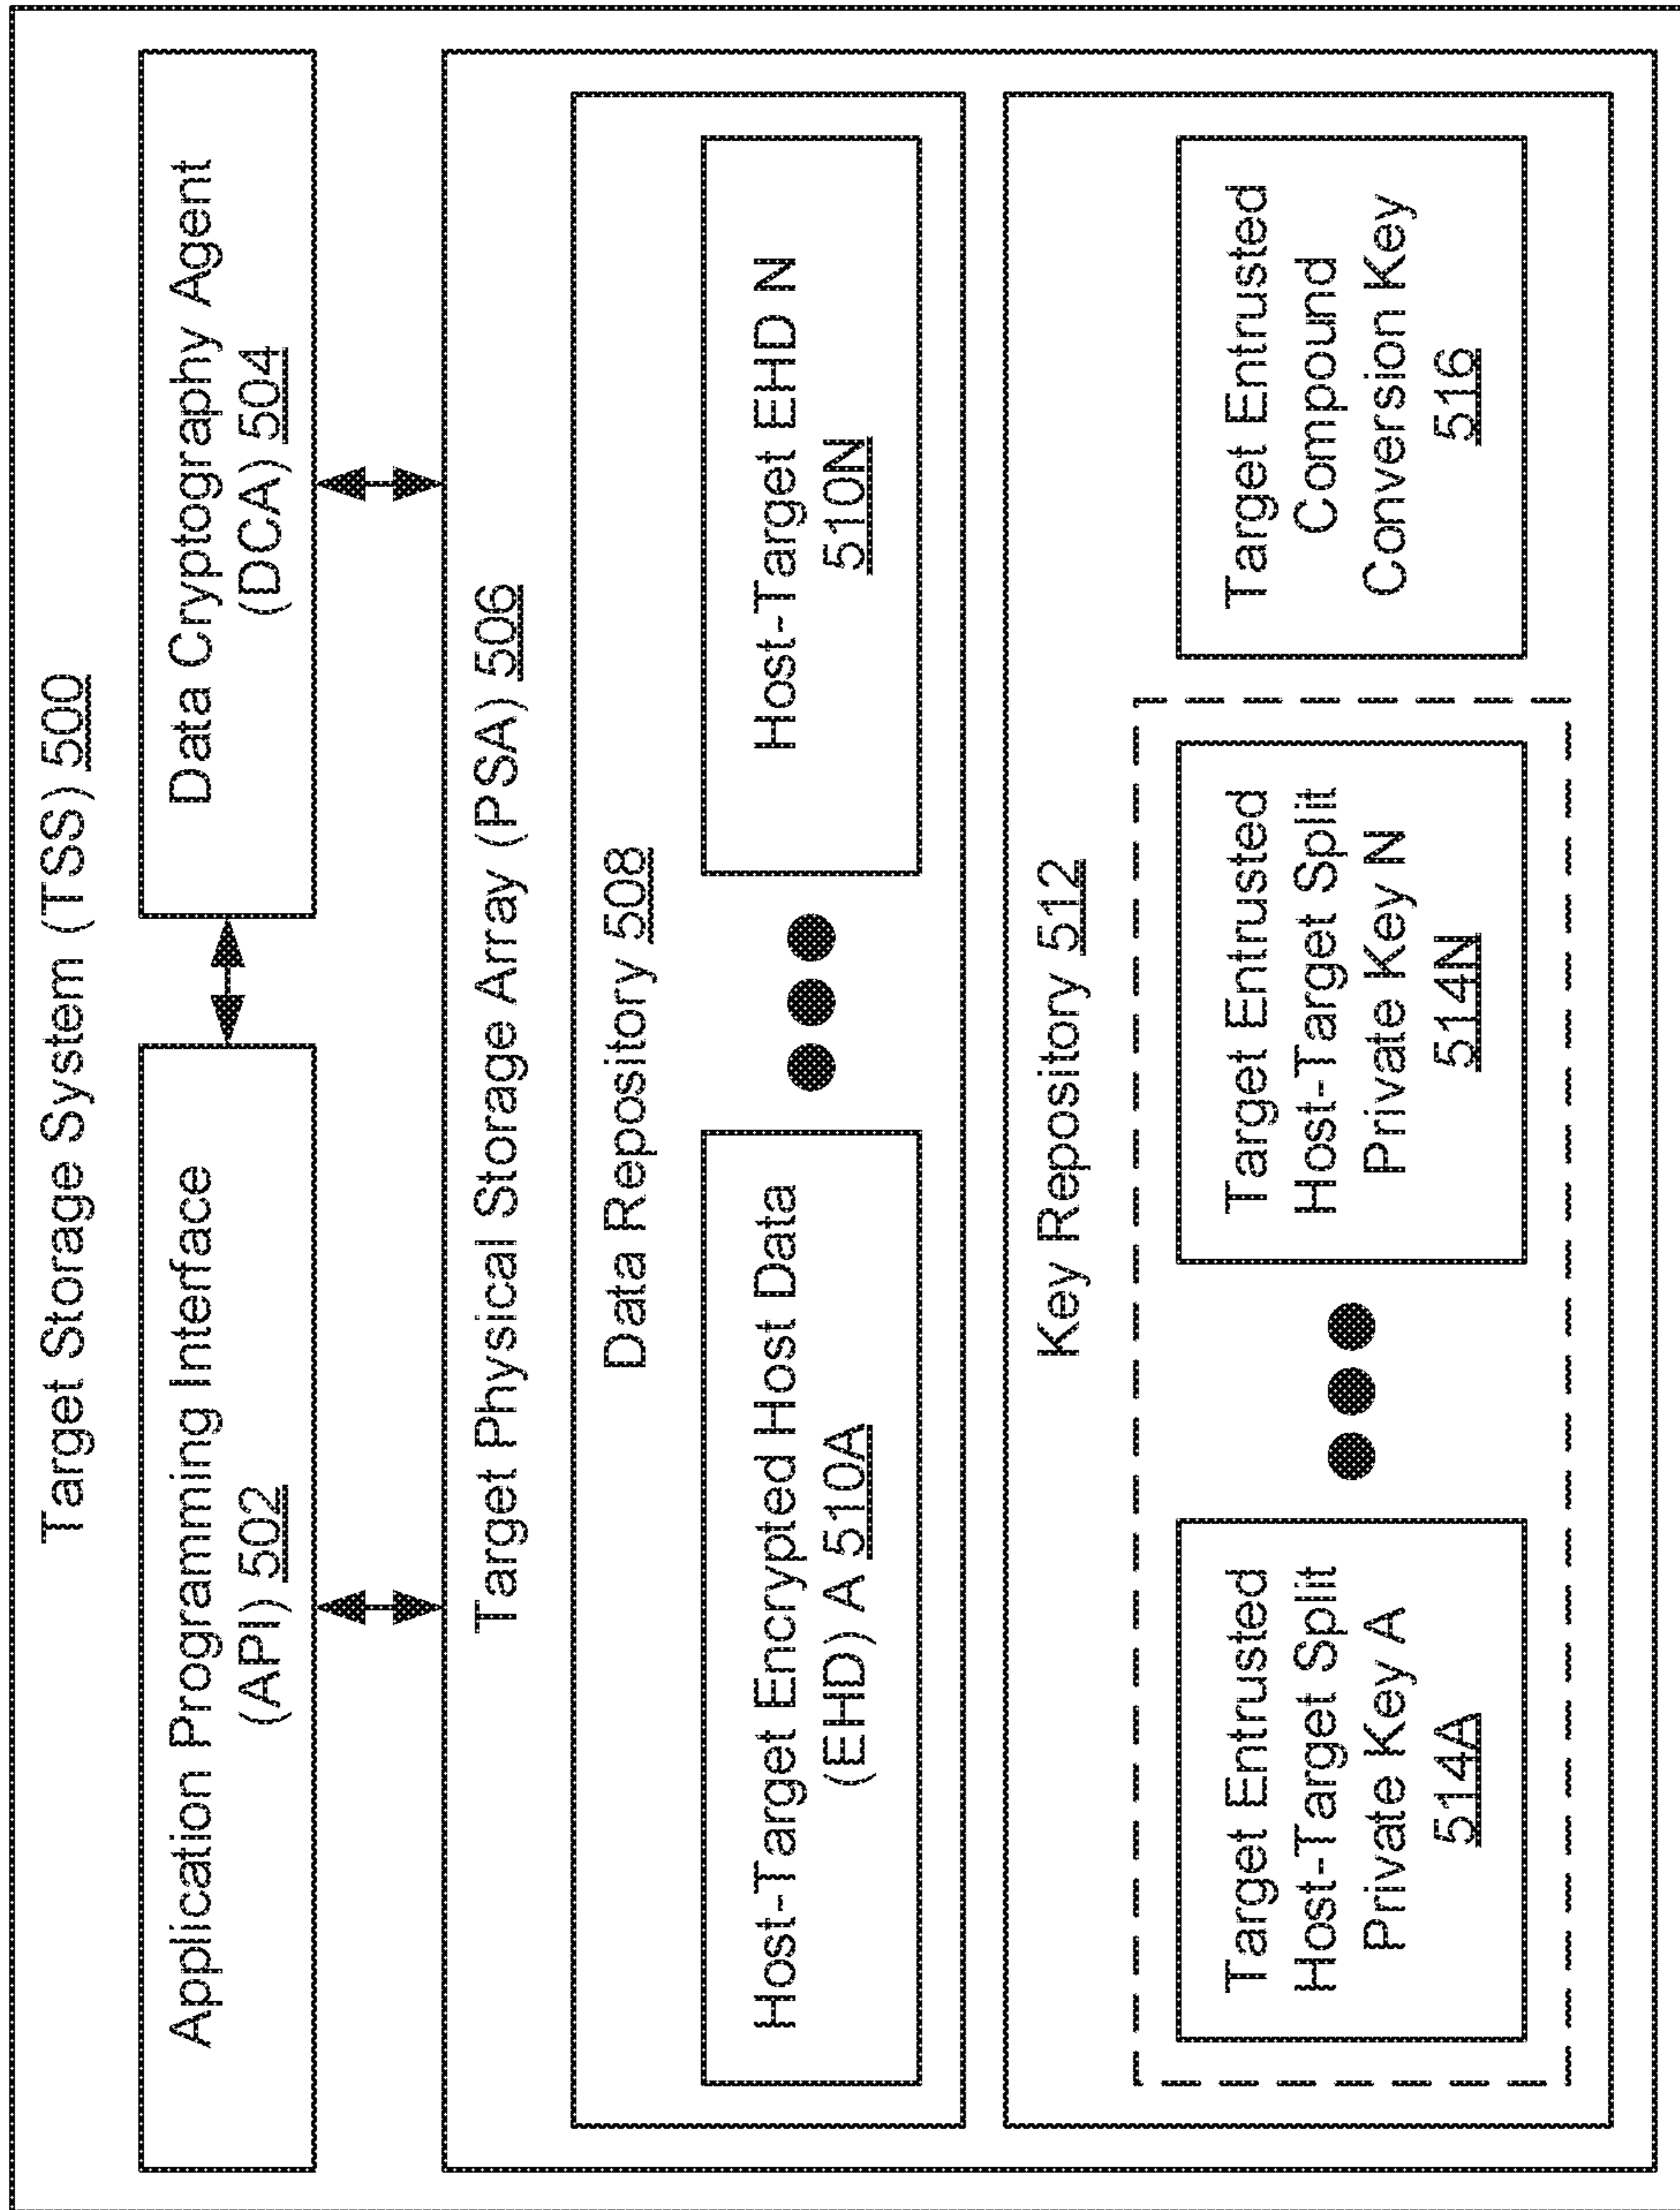 Target Storage System (TSS) 500
Application Programming Interface
(API) 502
Data Cryptography Agent
(DCA) 504
Target Physical Storage Array (PSA) 506
Data Repository 508
Host-Target Encrypted Host Data
(EHD) A 510A
Host-Target EHD N
510N
Key Repository 512
Target Entrusted
Host-Target Split
Private Key A
514A
Target Entrusted
Host-Target Split
Private Key N
514N
Target Entrusted
Compound
Conversion Key
516